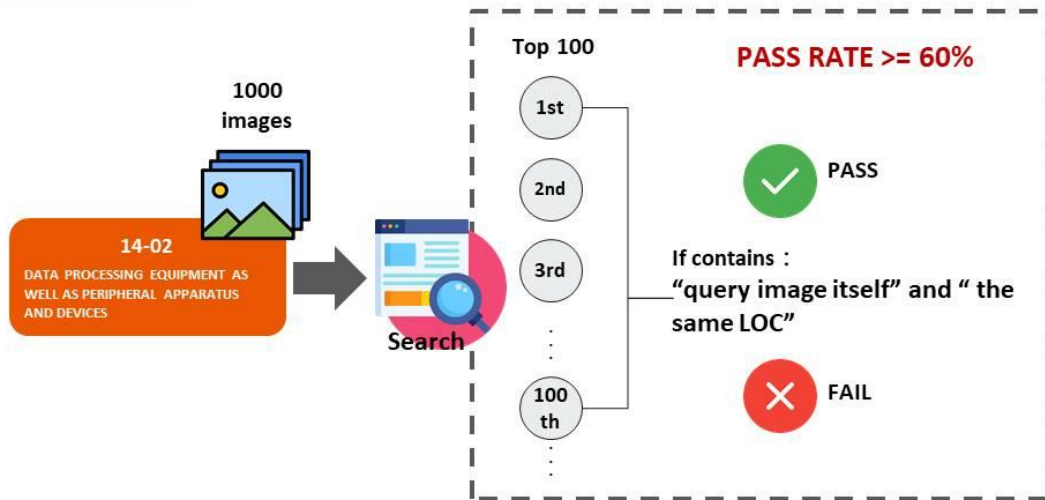 1000
images
14-02
DATA PROCESSING EQUIPMENT AS
WELL AS PERIPHERAL APPARATUS
AND DEVICES
Search
Top 100
1st
2nd
3rd
100
th
PASS RATE >= 60%
PASS
If contains：
“query image itself” and “ the
same LOC”
FAIL